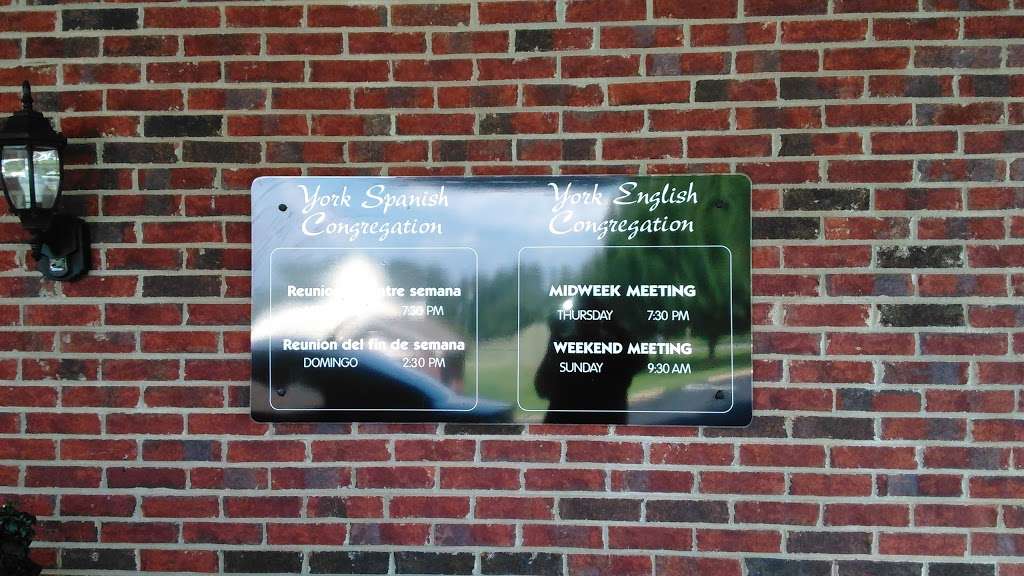 York Spanish
Congregation
Reunion entre semana
7:30 PM
Reunion del fin de semana
DOMINGO 2:30 PM
York English
Congregation
MIDWEEK MEETING
THURSDAY 7:30 PM
WEEKEND MEETING
SUNDAY 9:30 AM